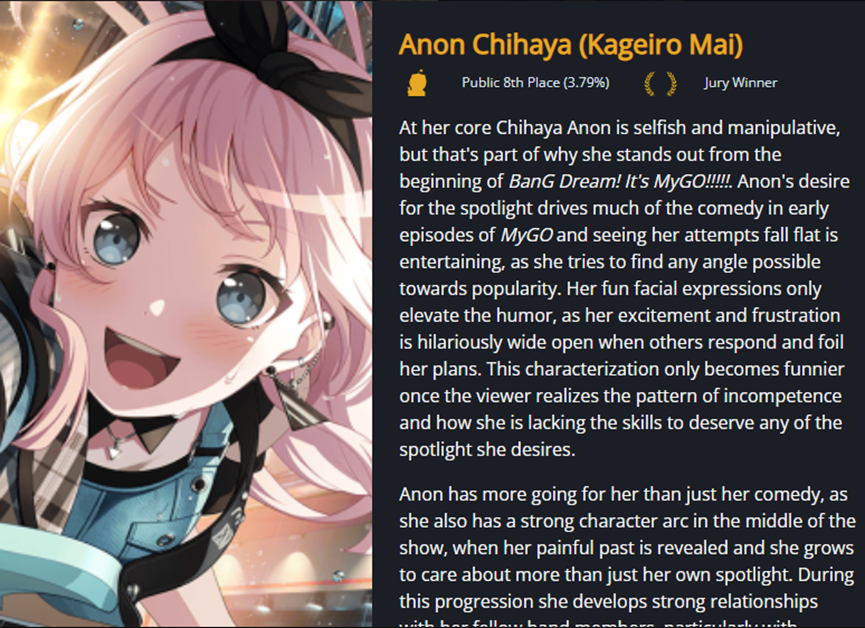 Anon Chihaya (Kageiro Mai)
Public 8th Place (3.79%) Jury Winner
At her core Chihaya Anon is selfish and manipulative,
but that's part of why she stands out from the
beginning of BanG Dream! It's MyGO!!!!!. Anon's desire
for the spotlight drives much of the comedy in early
episodes of MyGO and seeing her attempts fall flat is
entertaining, as she tries to find any angle possible
towards popularity. Her fun facial expressions only
elevate the humor, as her excitement and frustration
is hilariously wide open when others respond and foil
her plans. This characterization only becomes funnier
once the viewer realizes the pattern of incompetence
and how she is lacking the skills to deserve any of the
spotlight she desires.
Anon has more going for her than just her comedy, as
she also has a strong character arc in the middle of the
show, when her painful past is revealed and she grows
to care about more than just her own spotlight. During
this progression she develops strong relationships
with her fellow band members, particularly with